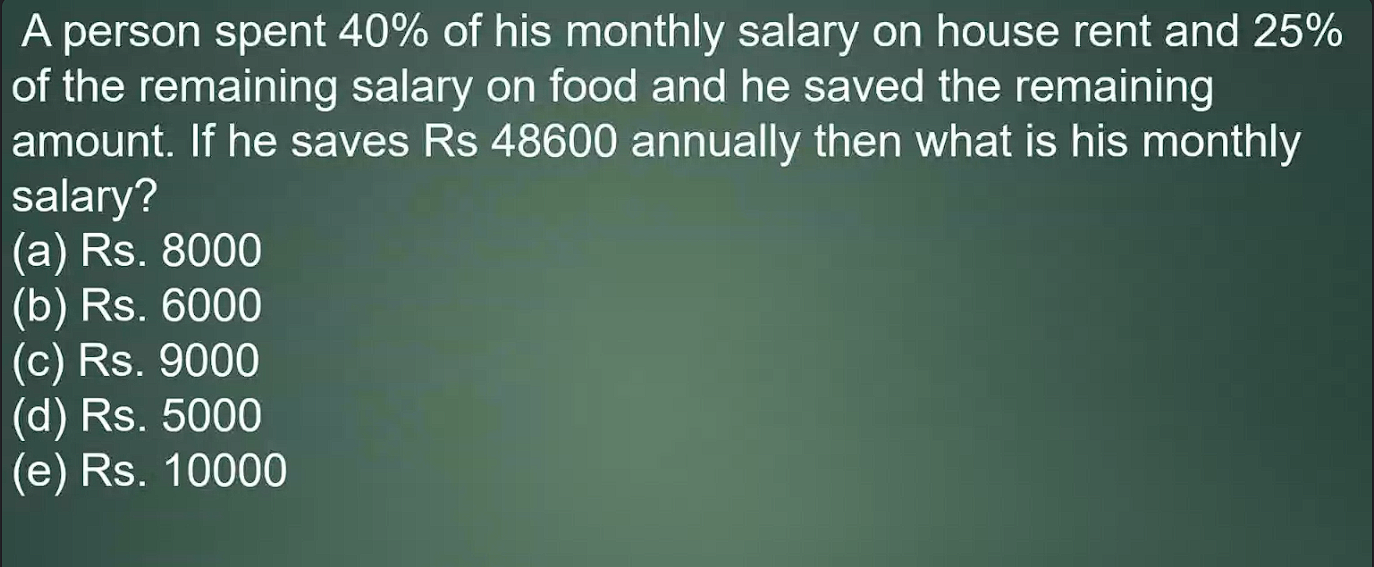 A person spent 40% of his monthly salary on house rent and 25%
of the remaining salary on food and he saved the remaining
amount. If he saves Rs 48600 annually then what is his monthly
salary?
(a) Rs. 8000
(b) Rs. 6000
(c) Rs. 9000
(d) Rs. 5000
(e) Rs. 10000